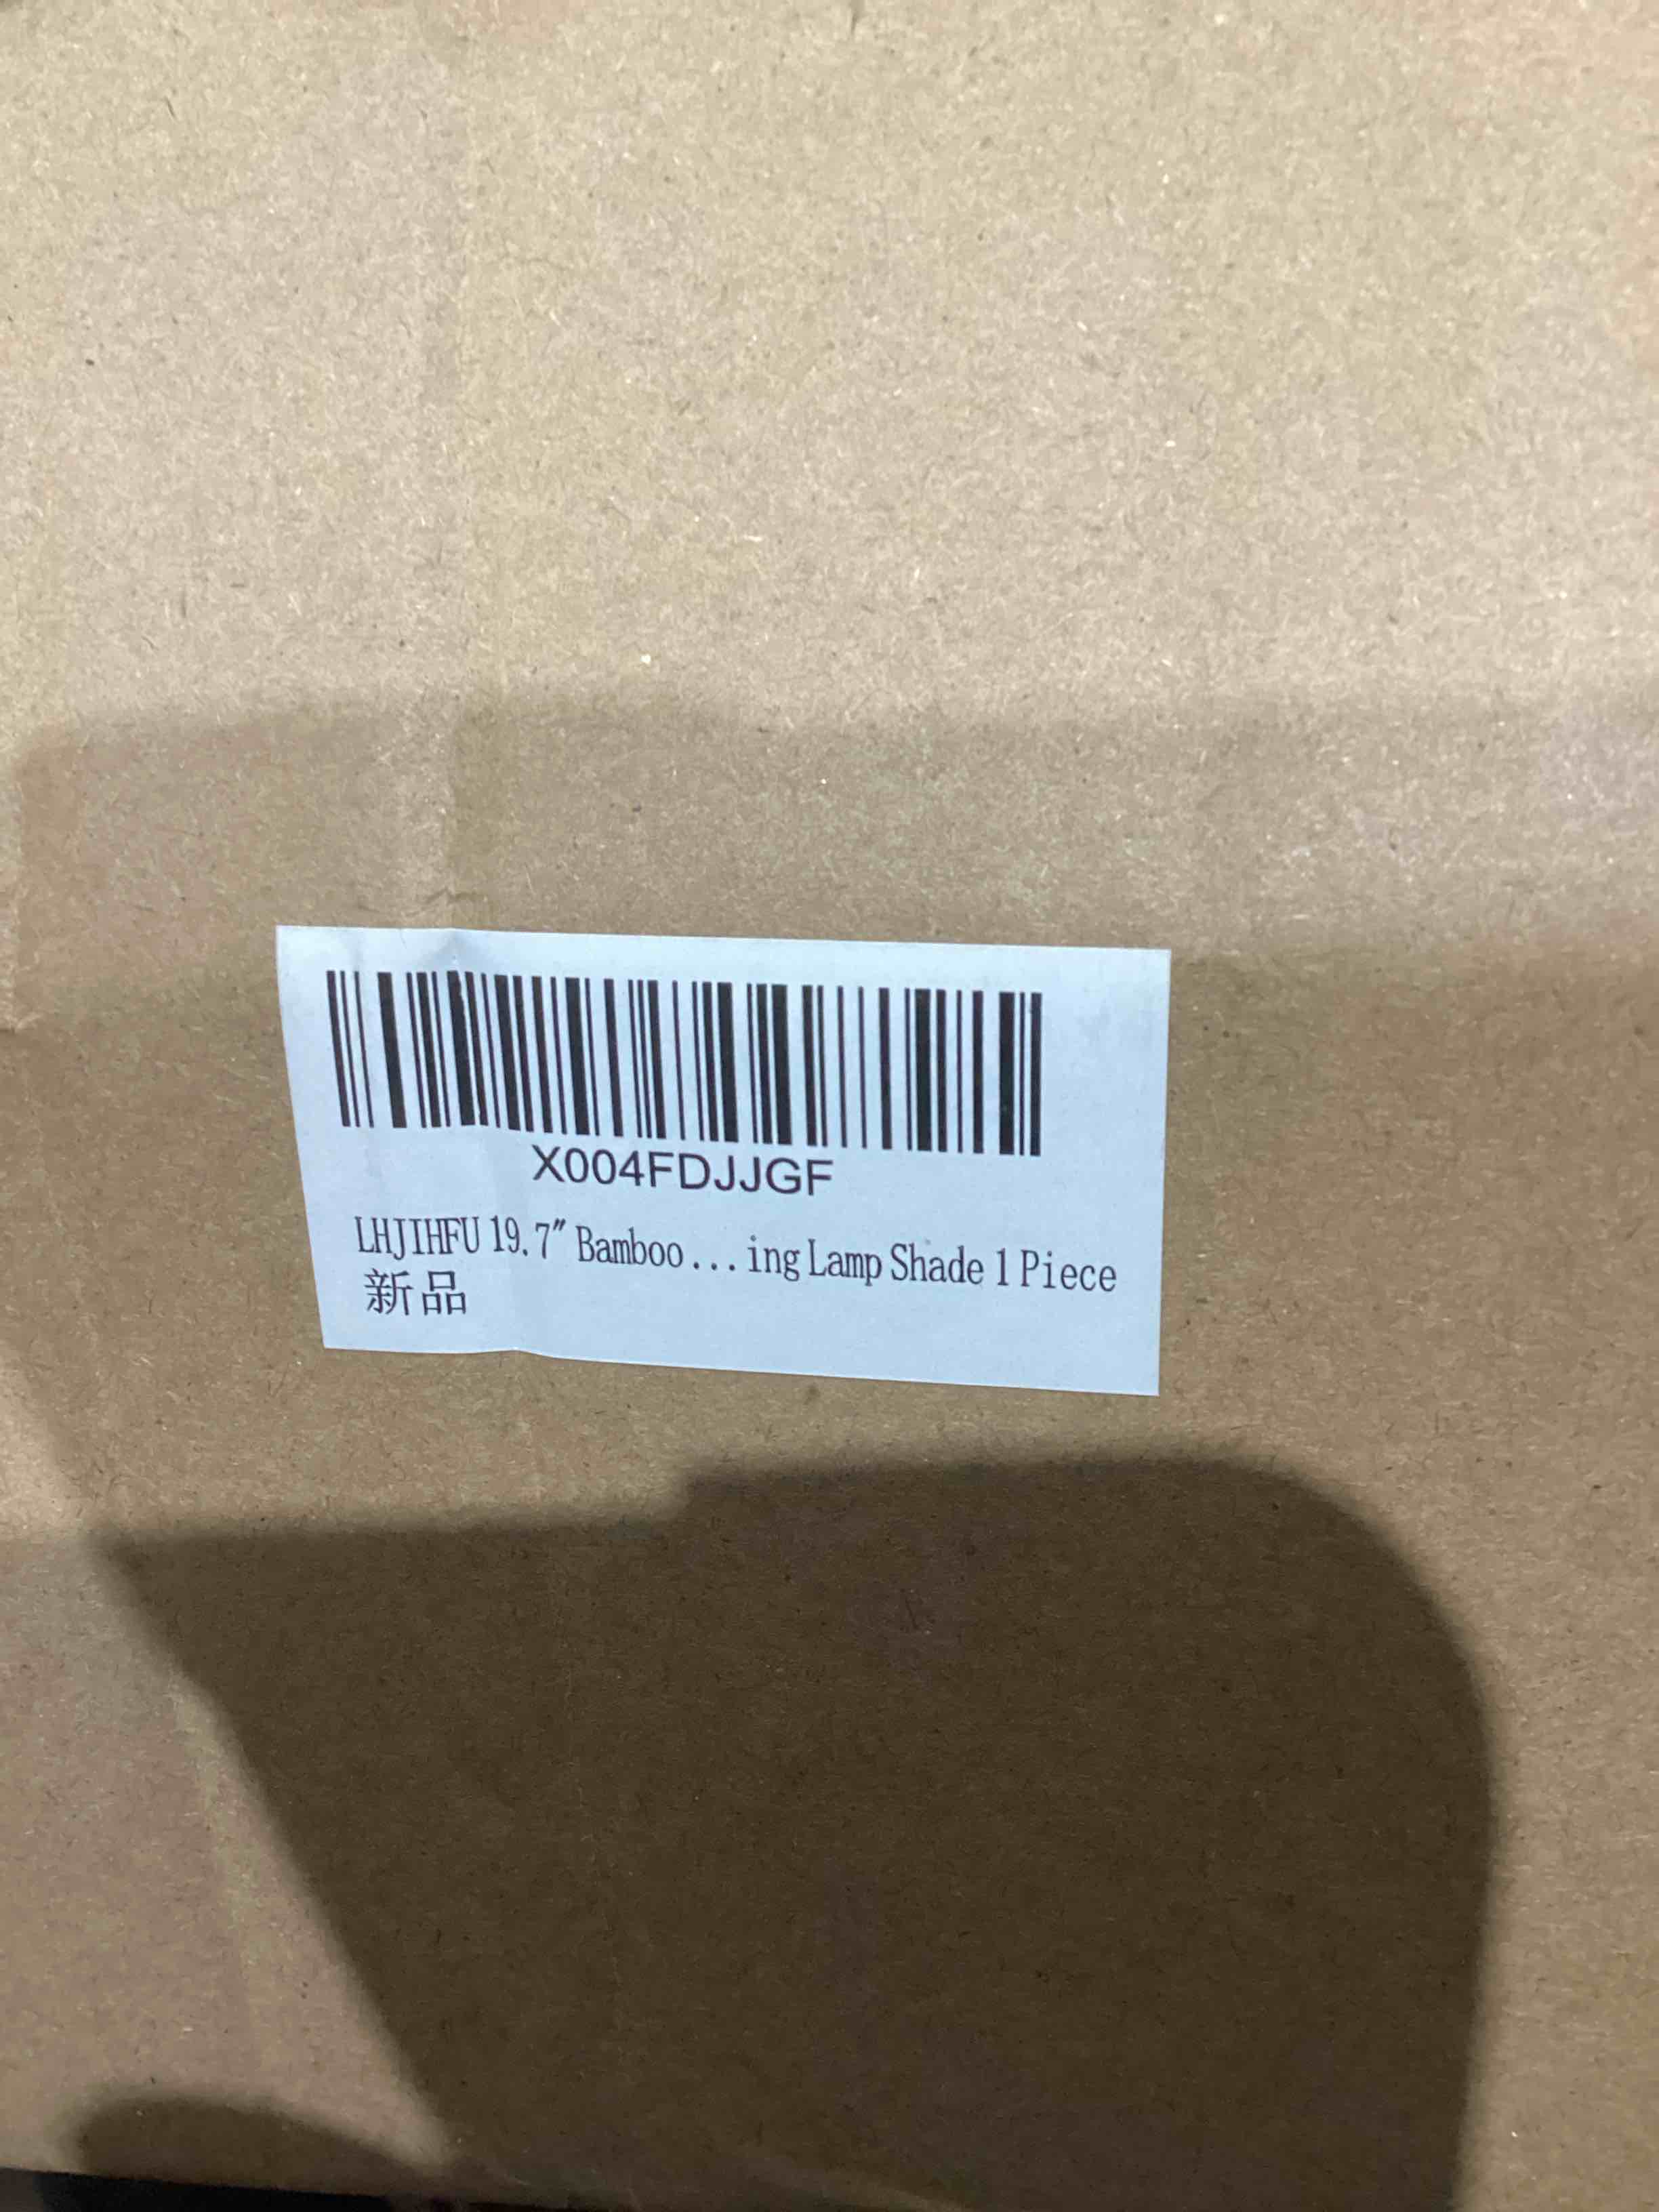 X004FDJJGF
LHJIHFU 19.7" Bamboo...ing Lamp Shade 1 Piece
新品